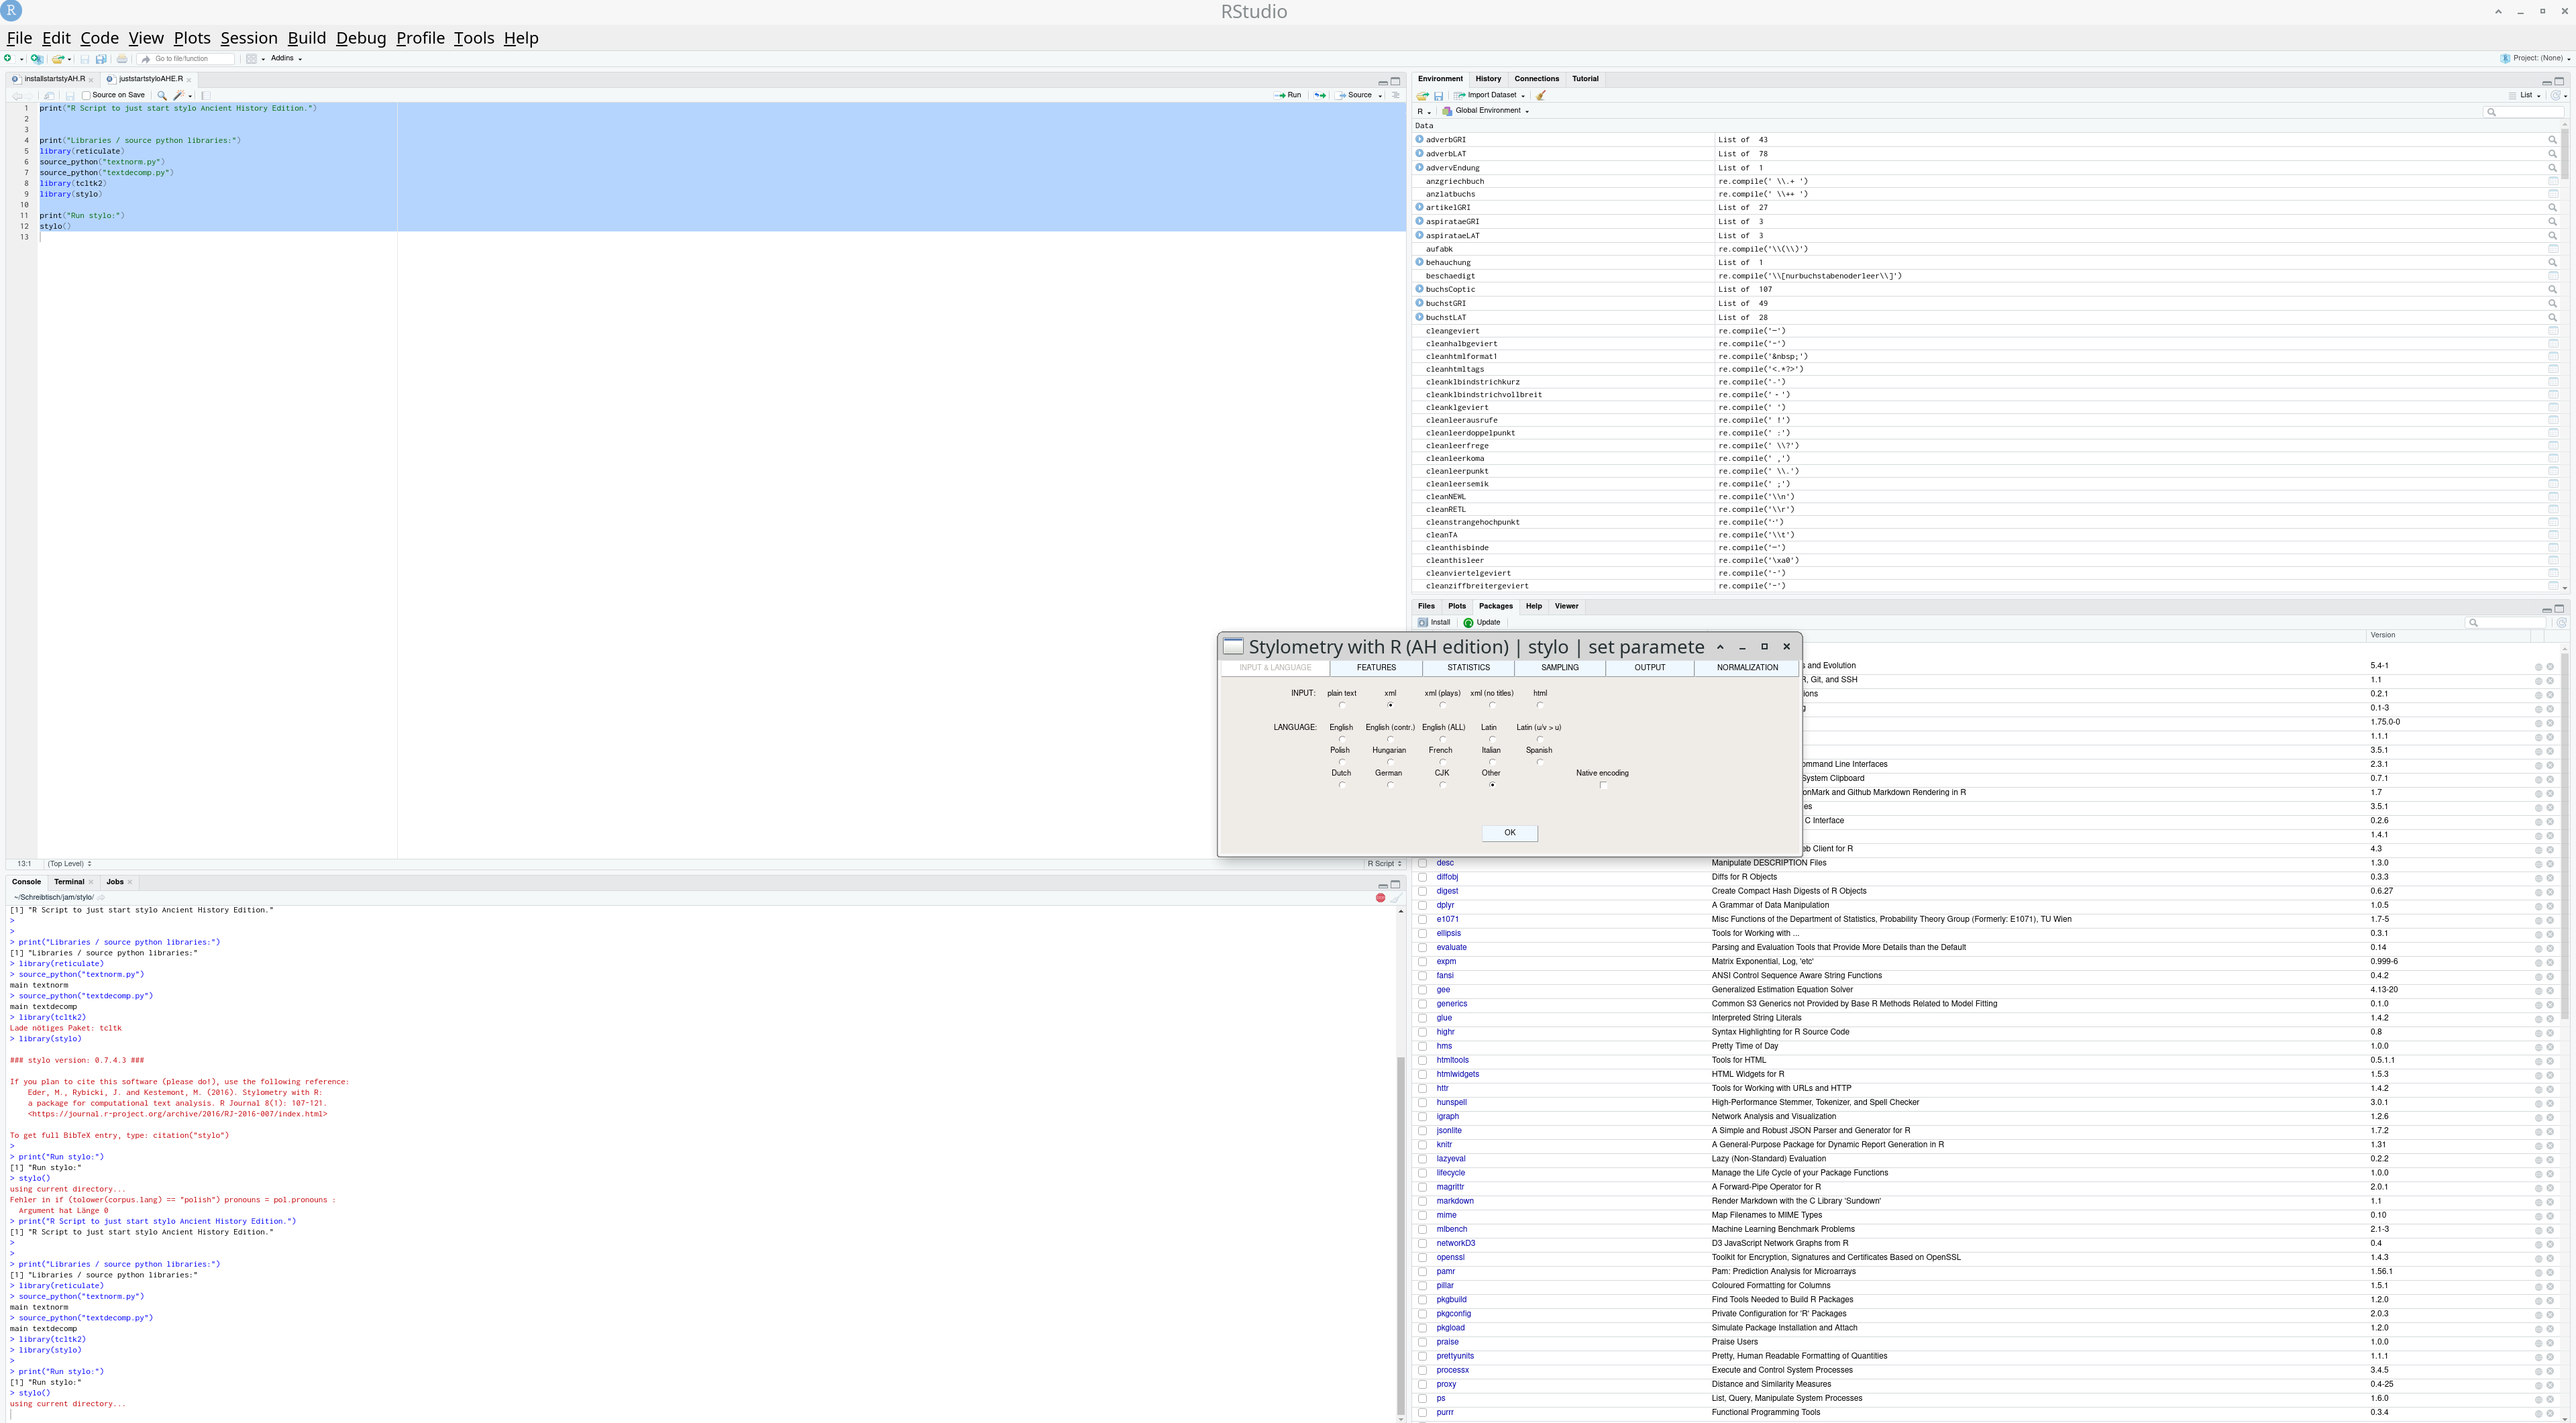 RStudio
File Edit Code View Plots Session Build Debug Profile Tools Help
Go to file/function Addins Project: (None)
installstartstyAH.R juststartstyloAHE.R
Source on Save Run Source
1 print("R Script to just start stylo Ancient History Edition.")
2
3
4 print("Libraries / source python libraries:")
5 library(reticulate)
6 source_python("textnorm.py")
7 source_python("textdecomp.py")
8 library(tcltk2)
9 library(stylo)
10
11 print("Run stylo:")
12 stylo()
13
13:1 (Top Level) R Script
Console Terminal Jobs
~/Schreibtisch/jam/stylo/
[1] "R Script to just start stylo Ancient History Edition."
>
>
> print("Libraries / source python libraries:")
[1] "Libraries / source python libraries:"
> library(reticulate)
> source_python("textnorm.py")
main textnorm
> source_python("textdecomp.py")
main textdecomp
> library(tcltk2)
Lade nötiges Paket: tcltk
> library(stylo)
### stylo version: 0.7.4.3 ###
If you plan to cite this software (please do!), use the following reference:
Eder, M., Rybicki, J. and Kestemont, M. (2016). Stylometry with R:
a package for computational text analysis. R Journal 8(1): 107-121.
<https://journal.r-project.org/archive/2016/RJ-2016-007/index.html>
To get full BibTeX entry, type: citation("stylo")
>
> print("Run stylo:")
[1] "Run stylo:"
> stylo()
using current directory...
Fehler in if (tolower(corpus.lang) == "polish") pronouns = pol.pronouns :
Argument hat Länge 0
> print("R Script to just start stylo Ancient History Edition.")
[1] "R Script to just start stylo Ancient History Edition."
>
>
> print("Libraries / source python libraries:")
[1] "Libraries / source python libraries:"
> library(reticulate)
> source_python("textnorm.py")
main textnorm
> source_python("textdecomp.py")
main textdecomp
> library(tcltk2)
> library(stylo)
>
> print("Run stylo:")
[1] "Run stylo:"
> stylo()
using current directory...
Environment History Connections Tutorial
Import Dataset List
R Global Environment
Data
adverbGRI List of 43
adverbLAT List of 78
advervEndung List of 1
anzgriechbuch re.compile(' \\.+ ')
anzlatbuchs re.compile(' \\++ ')
artikelGRI List of 27
aspirataeGRI List of 3
aspirataeLAT List of 3
aufabk re.compile('\\(\\)')
behauchung List of 1
beschaedigt re.compile('\\[nurbuchstabenoderleer\\]')
buchsCoptic List of 107
buchstGRI List of 49
buchstLAT List of 28
cleangeviert re.compile('—')
cleanhalbgeviert re.compile('–')
cleanhtmlformat1 re.compile('&nbsp;')
cleanhtmltags re.compile('<.*?>')
cleanklbindstrichkurz re.compile('-')
cleanklbindstrichvollbreit re.compile('-')
cleanklgeviert re.compile(' ')
cleanleerausrufe re.compile(' !')
cleanleerdoppelpunkt re.compile(' :')
cleanleerfrege re.compile(' \\?')
cleanleerkoma re.compile(' ,')
cleanleerpunkt re.compile(' \\.')
cleanleersemik re.compile(' ;')
cleanNEWL re.compile('\\n')
cleanRETL re.compile('\\r')
cleanstrangehochpunkt re.compile('·')
cleanTA re.compile('\\t')
cleanthisbinde re.compile('—')
cleanthisleer re.compile('\xa0')
cleanviertelgeviert re.compile('-')
cleanziffbreitergeviert re.compile('-')
Files Plots Packages Help Viewer
Install Update
Version
s and Evolution 5.4-1
R, Git, and SSH 1.1
ions 0.2.1
g 0.1-3
1.75.0-0
1.1.1
3.5.1
ommand Line Interfaces 2.3.1
System Clipboard 0.7.1
onMark and Github Markdown Rendering in R 1.7
es 3.5.1
C Interface 0.2.6
1.4.1
eb Client for R 4.3
desc Manipulate DESCRIPTION Files 1.3.0
diffobj Diffs for R Objects 0.3.3
digest Create Compact Hash Digests of R Objects 0.6.27
dplyr A Grammar of Data Manipulation 1.0.5
e1071 Misc Functions of the Department of Statistics, Probability Theory Group (Formerly: E1071), TU Wien 1.7-5
ellipsis Tools for Working with ... 0.3.1
evaluate Parsing and Evaluation Tools that Provide More Details than the Default 0.14
expm Matrix Exponential, Log, 'etc' 0.999-6
fansi ANSI Control Sequence Aware String Functions 0.4.2
gee Generalized Estimation Equation Solver 4.13-20
generics Common S3 Generics not Provided by Base R Methods Related to Model Fitting 0.1.0
glue Interpreted String Literals 1.4.2
highr Syntax Highlighting for R Source Code 0.8
hms Pretty Time of Day 1.0.0
htmltools Tools for HTML 0.5.1.1
htmlwidgets HTML Widgets for R 1.5.3
httr Tools for Working with URLs and HTTP 1.4.2
hunspell High-Performance Stemmer, Tokenizer, and Spell Checker 3.0.1
igraph Network Analysis and Visualization 1.2.6
jsonlite A Simple and Robust JSON Parser and Generator for R 1.7.2
knitr A General-Purpose Package for Dynamic Report Generation in R 1.31
lazyeval Lazy (Non-Standard) Evaluation 0.2.2
lifecycle Manage the Life Cycle of your Package Functions 1.0.0
magrittr A Forward-Pipe Operator for R 2.0.1
markdown Render Markdown with the C Library 'Sundown' 1.1
mime Map Filenames to MIME Types 0.10
mlbench Machine Learning Benchmark Problems 2.1-3
networkD3 D3 JavaScript Network Graphs from R 0.4
openssl Toolkit for Encryption, Signatures and Certificates Based on OpenSSL 1.4.3
pamr Pam: Prediction Analysis for Microarrays 1.56.1
pillar Coloured Formatting for Columns 1.5.1
pkgbuild Find Tools Needed to Build R Packages 1.2.0
pkgconfig Private Configuration for 'R' Packages 2.0.3
pkgload Simulate Package Installation and Attach 1.2.0
praise Praise Users 1.0.0
prettyunits Pretty, Human Readable Formatting of Quantities 1.1.1
processx Execute and Control System Processes 3.4.5
proxy Distance and Similarity Measures 0.4-25
ps List, Query, Manipulate System Processes 1.6.0
purrr Functional Programming Tools 0.3.4
Stylometry with R (AH edition) | stylo | set paramete
INPUT & LANGUAGE FEATURES STATISTICS SAMPLING OUTPUT NORMALIZATION
INPUT: plain text xml xml (plays) xml (no titles) html
LANGUAGE: English English (contr.) English (ALL) Latin Latin (u/v > u)
Polish Hungarian French Italian Spanish
Dutch German CJK Other Native encoding
OK